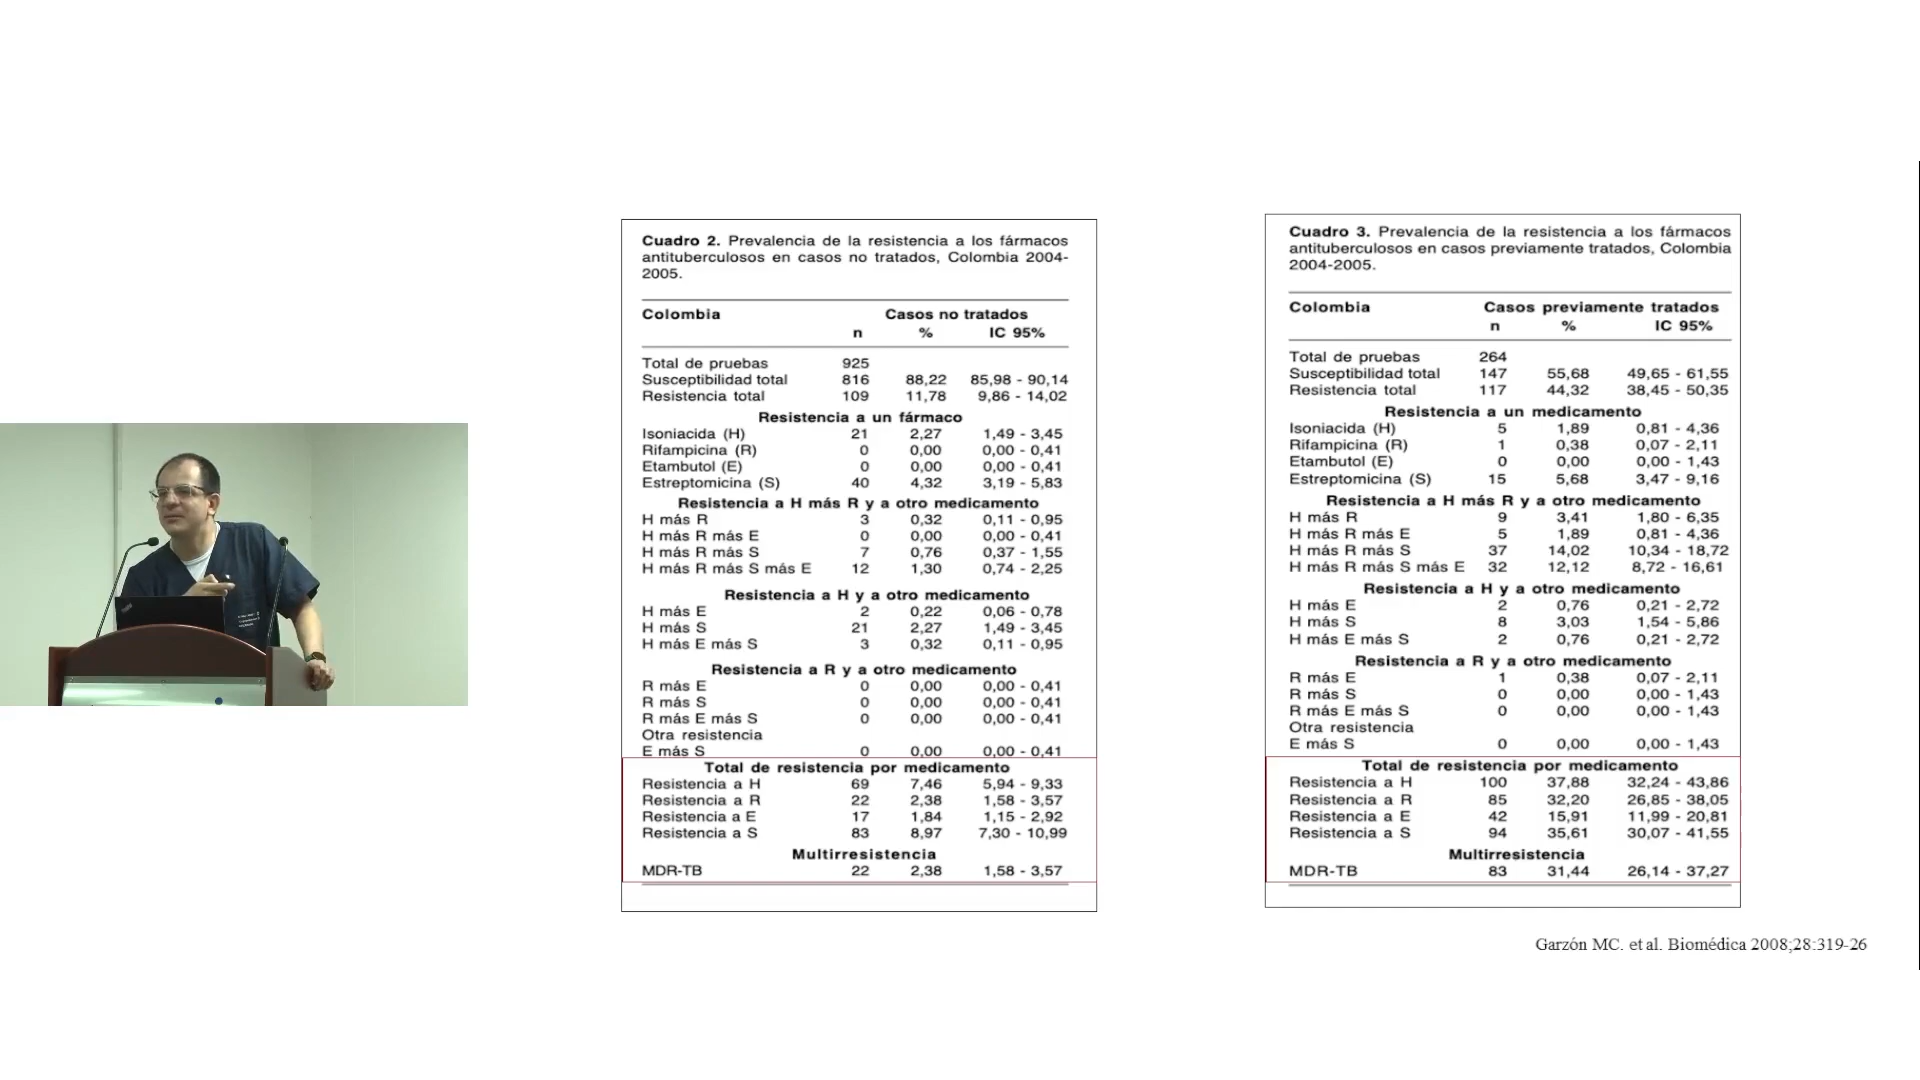 Cuadro 2. Prevalencia de la resistencia a los fármacos
antituberculosos en casos no tratados, Colombia 2004-
2005.
Colombia Casos no tratados
n % IC 95%
Total de pruebas 925
Susceptibilidad total 816 88,22 85,98 - 90,14
Resistencia total 109 11,78 9,86 - 14,02
Resistencia a un fármaco
Isoniacida (H) 21 2,27 1,49 - 3,45
Rifampicina (R) 0 0,00 0,00 - 0,41
Etambutol (E) 0 0,00 0,00 - 0,41
Estreptomicina (S) 40 4,32 3,19 - 5,83
Resistencia a H más R y a otro medicamento
H más R 3 0,32 0,11 - 0,95
H más R más E 0 0,00 0,00 - 0,41
H más R más S 7 0,76 0,37 - 1,55
H más R más S más E 12 1,30 0,74 - 2,25
Resistencia a H y a otro medicamento
H más E 2 0,22 0,06 - 0,78
H más S 21 2,27 1,49 - 3,45
H más E más S 3 0,32 0,11 - 0,95
Resistencia a R y a otro medicamento
R más E 0 0,00 0,00 - 0,41
R más S 0 0,00 0,00 - 0,41
R más E más S 0 0,00 0,00 - 0,41
Otra resistencia
E más S 0 0,00 0,00 - 0,41
Total de resistencia por medicamento
Resistencia a H 69 7,46 5,94 - 9,33
Resistencia a R 22 2,38 1,58 - 3,57
Resistencia a E 17 1,84 1,15 - 2,92
Resistencia a S 83 8,97 7,30 - 10,99
Multirresistencia
MDR-TB 22 2,38 1,58 - 3,57
Cuadro 3. Prevalencia de la resistencia a los fármacos
antituberculosos en casos previamente tratados, Colombia
2004-2005.
Colombia Casos previamente tratados
n % IC 95%
Total de pruebas 264
Susceptibilidad total 147 55,68 49,65 - 61,55
Resistencia total 117 44,32 38,45 - 50,35
Resistencia a un medicamento
Isoniacida (H) 5 1,89 0,81 - 4,36
Rifampicina (R) 1 0,38 0,07 - 2,11
Etambutol (E) 0 0,00 0,00 - 1,43
Estreptomicina (S) 15 5,68 3,47 - 9,16
Resistencia a H más R y a otro medicamento
H más R 9 3,41 1,80 - 6,35
H más R más E 5 1,89 0,81 - 4,36
H más R más S 37 14,02 10,34 - 18,72
H más R más S más E 32 12,12 8,72 - 16,61
Resistencia a H y a otro medicamento
H más E 2 0,76 0,21 - 2,72
H más S 8 3,03 1,54 - 5,86
H más E más S 2 0,76 0,21 - 2,72
Resistencia a R y a otro medicamento
R más E 1 0,38 0,07 - 2,11
R más S 0 0,00 0,00 - 1,43
R más E más S 0 0,00 0,00 - 1,43
Otra resistencia
E más S 0 0,00 0,00 - 1,43
Total de resistencia por medicamento
Resistencia a H 100 37,88 32,24 - 43,86
Resistencia a R 85 32,20 26,85 - 38,05
Resistencia a E 42 15,91 11,99 - 20,81
Resistencia a S 94 35,61 30,07 - 41,55
Multirresistencia
MDR-TB 83 31,44 26,14 - 37,27
Garzón MC. et al. Biomédica 2008;28:319-26